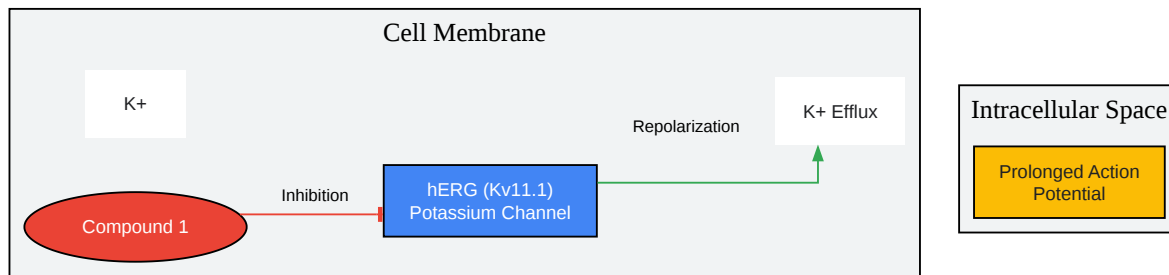 Cell Membrane
K+
K+ Efflux
Repolarization
Inhibition
hERG (Kv11.1)
Potassium Channel
Compound 1
Intracellular Space
Prolonged Action
Potential